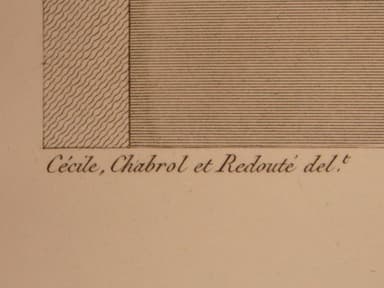 Cécile, Chabrol et Redouté del.t